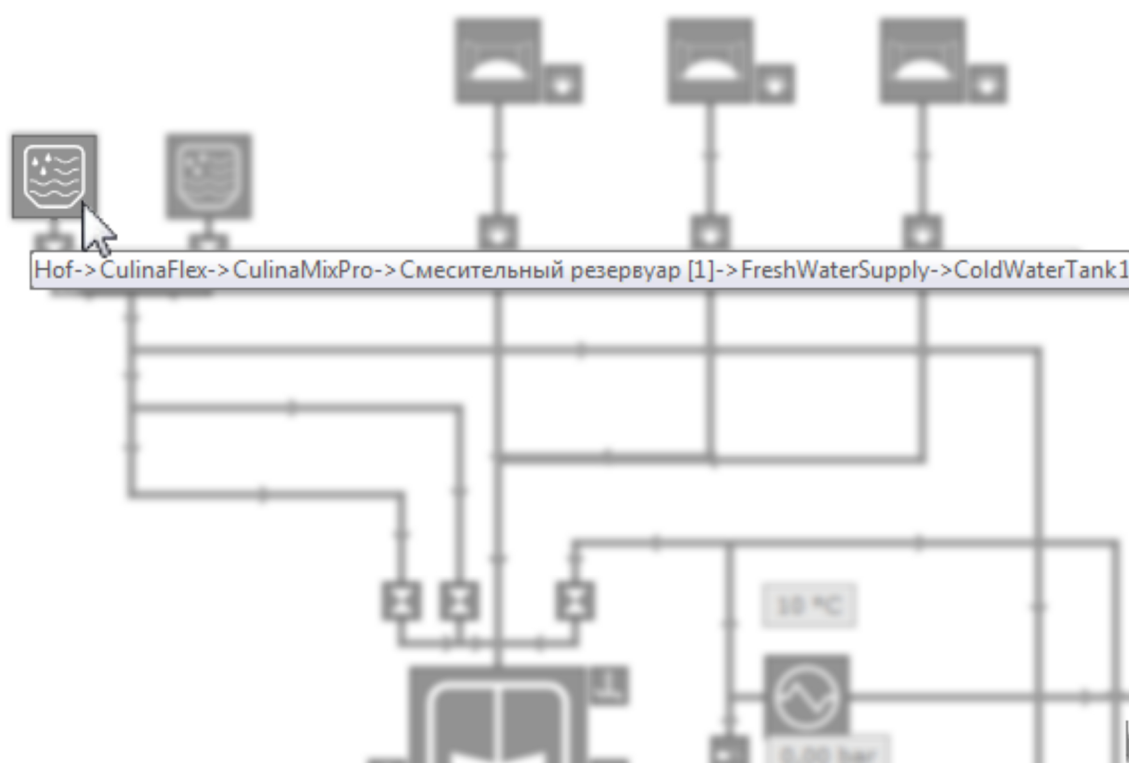 Hof->CulinaFlex->CulinaMixPro->Смесительный резервуар [1]->FreshWaterSupply->ColdWaterTank1
10 °C
0,00 bar